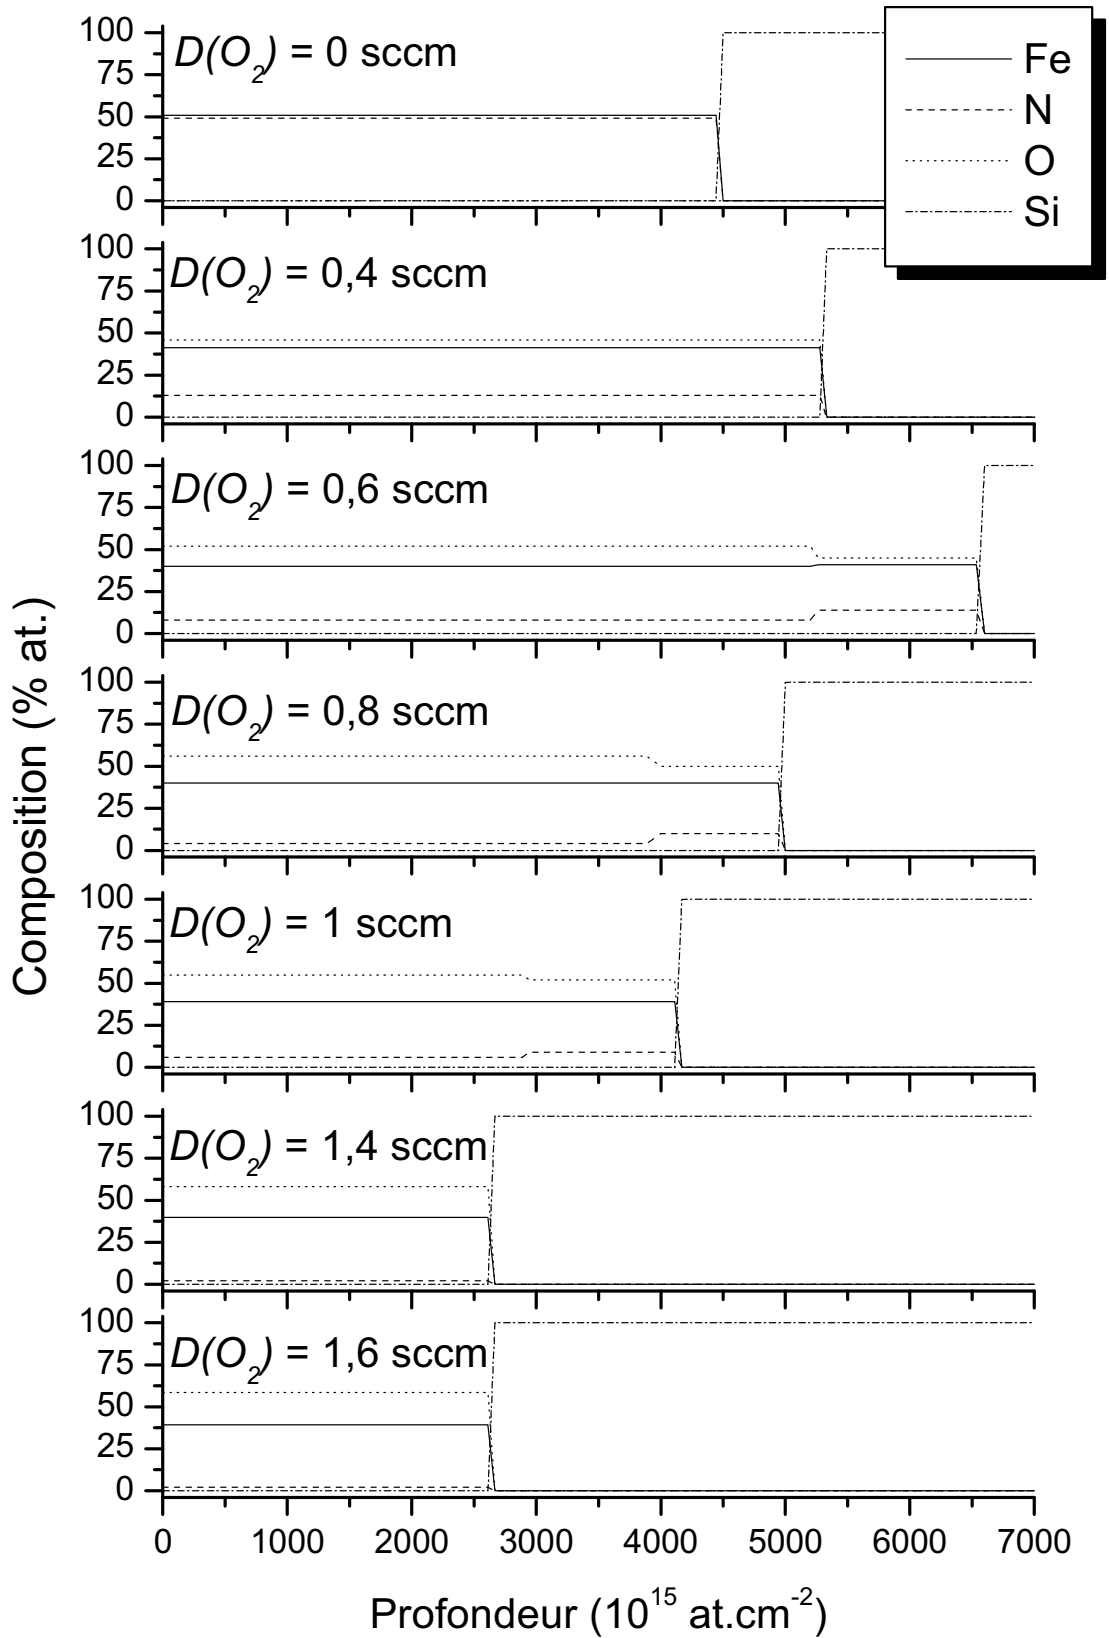 D(O₂) = 0 sccm
100
75
50
25
0
Fe
N
O
Si
D(O₂) = 0,4 sccm
100
75
50
25
0
D(O₂) = 0,6 sccm
100
75
50
25
0
D(O₂) = 0,8 sccm
100
75
50
25
0
D(O₂) = 1 sccm
100
75
50
25
0
D(O₂) = 1,4 sccm
100
75
50
25
0
D(O₂) = 1,6 sccm
100
75
50
25
0
0 1000 2000 3000 4000 5000 6000 7000
Composition (% at.)
Profondeur (10¹⁵ at.cm⁻²)